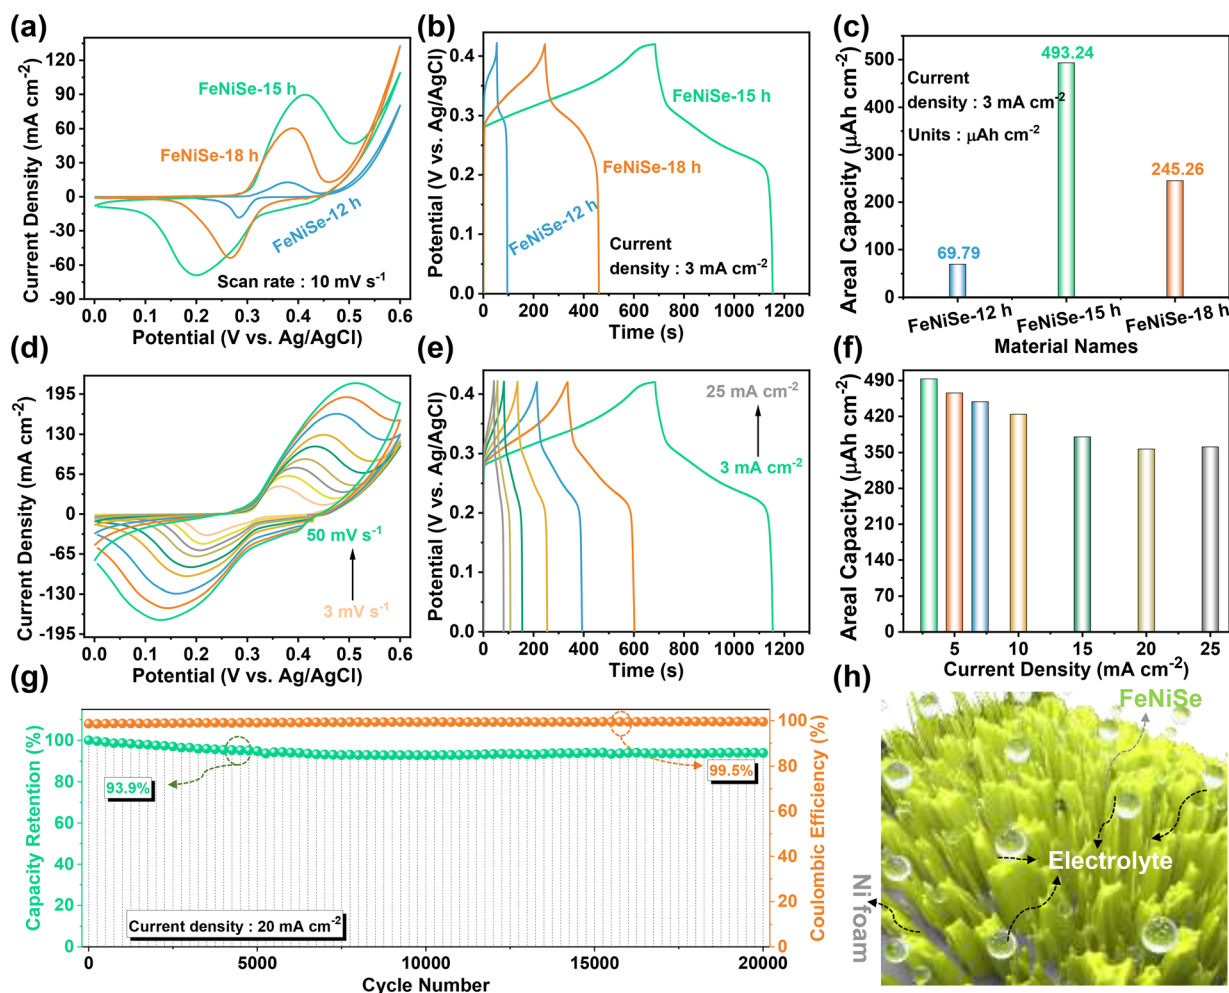 (a)
Current Density (mA cm-2)
120
90
60
30
0
-30
-60
-90
FeNiSe-15 h
FeNiSe-18 h
FeNiSe-12 h
Scan rate : 10 mV s-1
0.0 0.1 0.2 0.3 0.4 0.5 0.6
Potential (V vs. Ag/AgCl)
(b)
Potential (V vs. Ag/AgCl)
0.4
0.3
0.2
0.1
0.0
FeNiSe-15 h
FeNiSe-18 h
FeNiSe-12 h
Current
density : 3 mA cm-2
0 200 400 600 800 1000 1200
Time (s)
(c)
Areal Capacity (μAh cm-2)
500
400
300
200
100
0
Current
density : 3 mA cm-2
Units : μAh cm-2
493.24
245.26
69.79
FeNiSe-12 h FeNiSe-15 h FeNiSe-18 h
Material Names
(d)
Current Density (mA cm-2)
195
130
65
0
-65
-130
-195
50 mV s-1
3 mV s-1
0.0 0.1 0.2 0.3 0.4 0.5 0.6
Potential (V vs. Ag/AgCl)
(e)
Potential (V vs. Ag/AgCl)
0.4
0.3
0.2
0.1
0.0
25 mA cm-2
3 mA cm-2
0 200 400 600 800 1000 1200
Time (s)
(f)
Areal Capacity (μAh cm-2)
490
420
350
280
210
140
70
0
5 10 15 20 25
Current Density (mA cm-2)
(g)
Capacity Retention (%)
100
80
60
40
20
0
93.9%
99.5%
Current density : 20 mA cm-2
100
80
60
40
20
0
Coulombic Efficiency (%)
0 5000 10000 15000 20000
Cycle Number
(h)
FeNiSe
Electrolyte
Ni foam